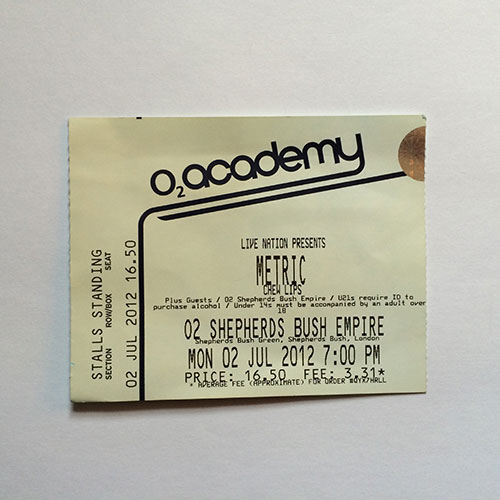 O2 academy
LIVE NATION PRESENTS
METRIC
CHEW LIPS
Plus Guests / O2 Shepherds Bush Empire / U21s require ID to
purchase alcohol / Under 14s must be accompanied by an adult over
18
O2 SHEPHERDS BUSH EMPIRE
Shepherds Bush Green, Shepherds Bush, London
MON 02 JUL 2012 7:00 PM
PRICE: 16.50 FEE: 3.31*
* AVERAGE FEE (APPROXIMATE) FOR ORDER
STALLS STANDING
SECTION ROW/BOX SEAT
02 JUL 2012 16.50